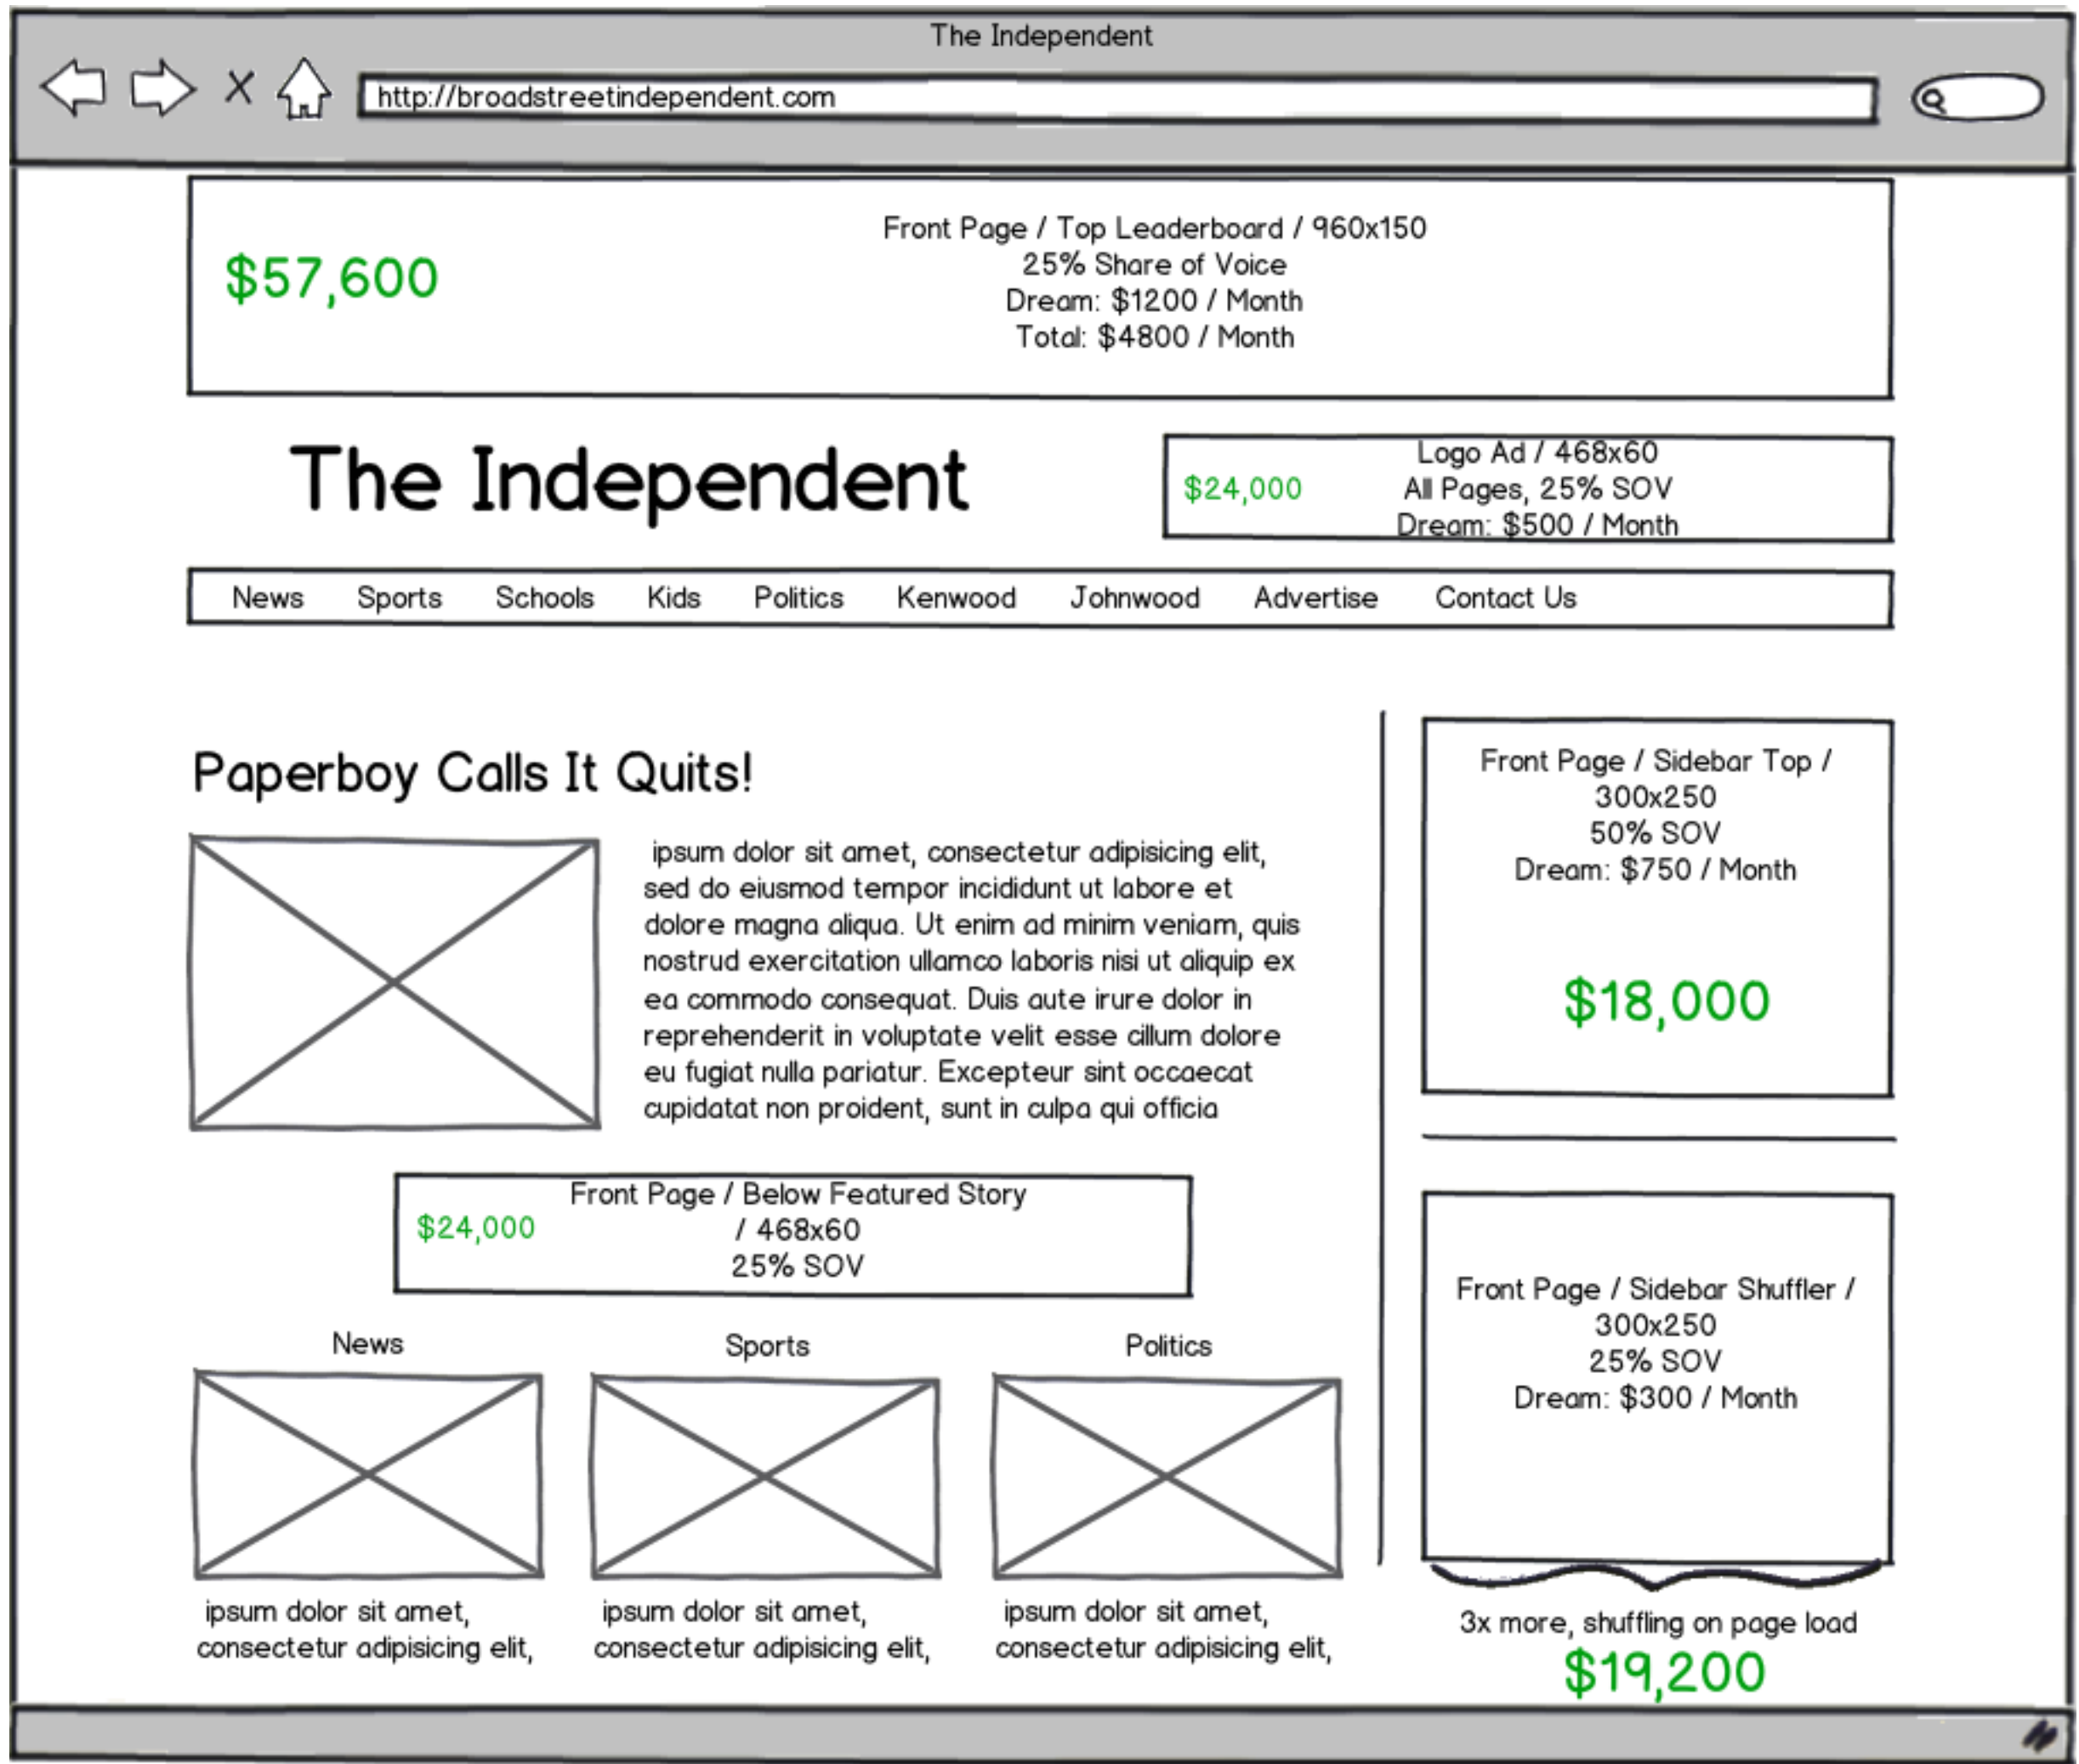 The Independent
http://broadstreetindependent.com
$57,600
Front Page / Top Leaderboard / 960x150
25% Share of Voice
Dream: $1200 / Month
Total: $4800 / Month
The Independent
$24,000
Logo Ad / 468x60
All Pages, 25% SOV
Dream: $500 / Month
News Sports Schools Kids Politics Kenwood Johnwood Advertise Contact Us
Paperboy Calls It Quits!
ipsum dolor sit amet, consectetur adipisicing elit,
sed do eiusmod tempor incididunt ut labore et
dolore magna aliqua. Ut enim ad minim veniam, quis
nostrud exercitation ullamco laboris nisi ut aliquip ex
ea commodo consequat. Duis aute irure dolor in
reprehenderit in voluptate velit esse cillum dolore
eu fugiat nulla pariatur. Excepteur sint occaecat
cupidatat non proident, sunt in culpa qui officia
$24,000
Front Page / Below Featured Story
/ 468x60
25% SOV
News
ipsum dolor sit amet,
consectetur adipisicing elit,
Sports
ipsum dolor sit amet,
consectetur adipisicing elit,
Politics
ipsum dolor sit amet,
consectetur adipisicing elit,
Front Page / Sidebar Top /
300x250
50% SOV
Dream: $750 / Month
$18,000
Front Page / Sidebar Shuffler /
300x250
25% SOV
Dream: $300 / Month
3x more, shuffling on page load
$19,200